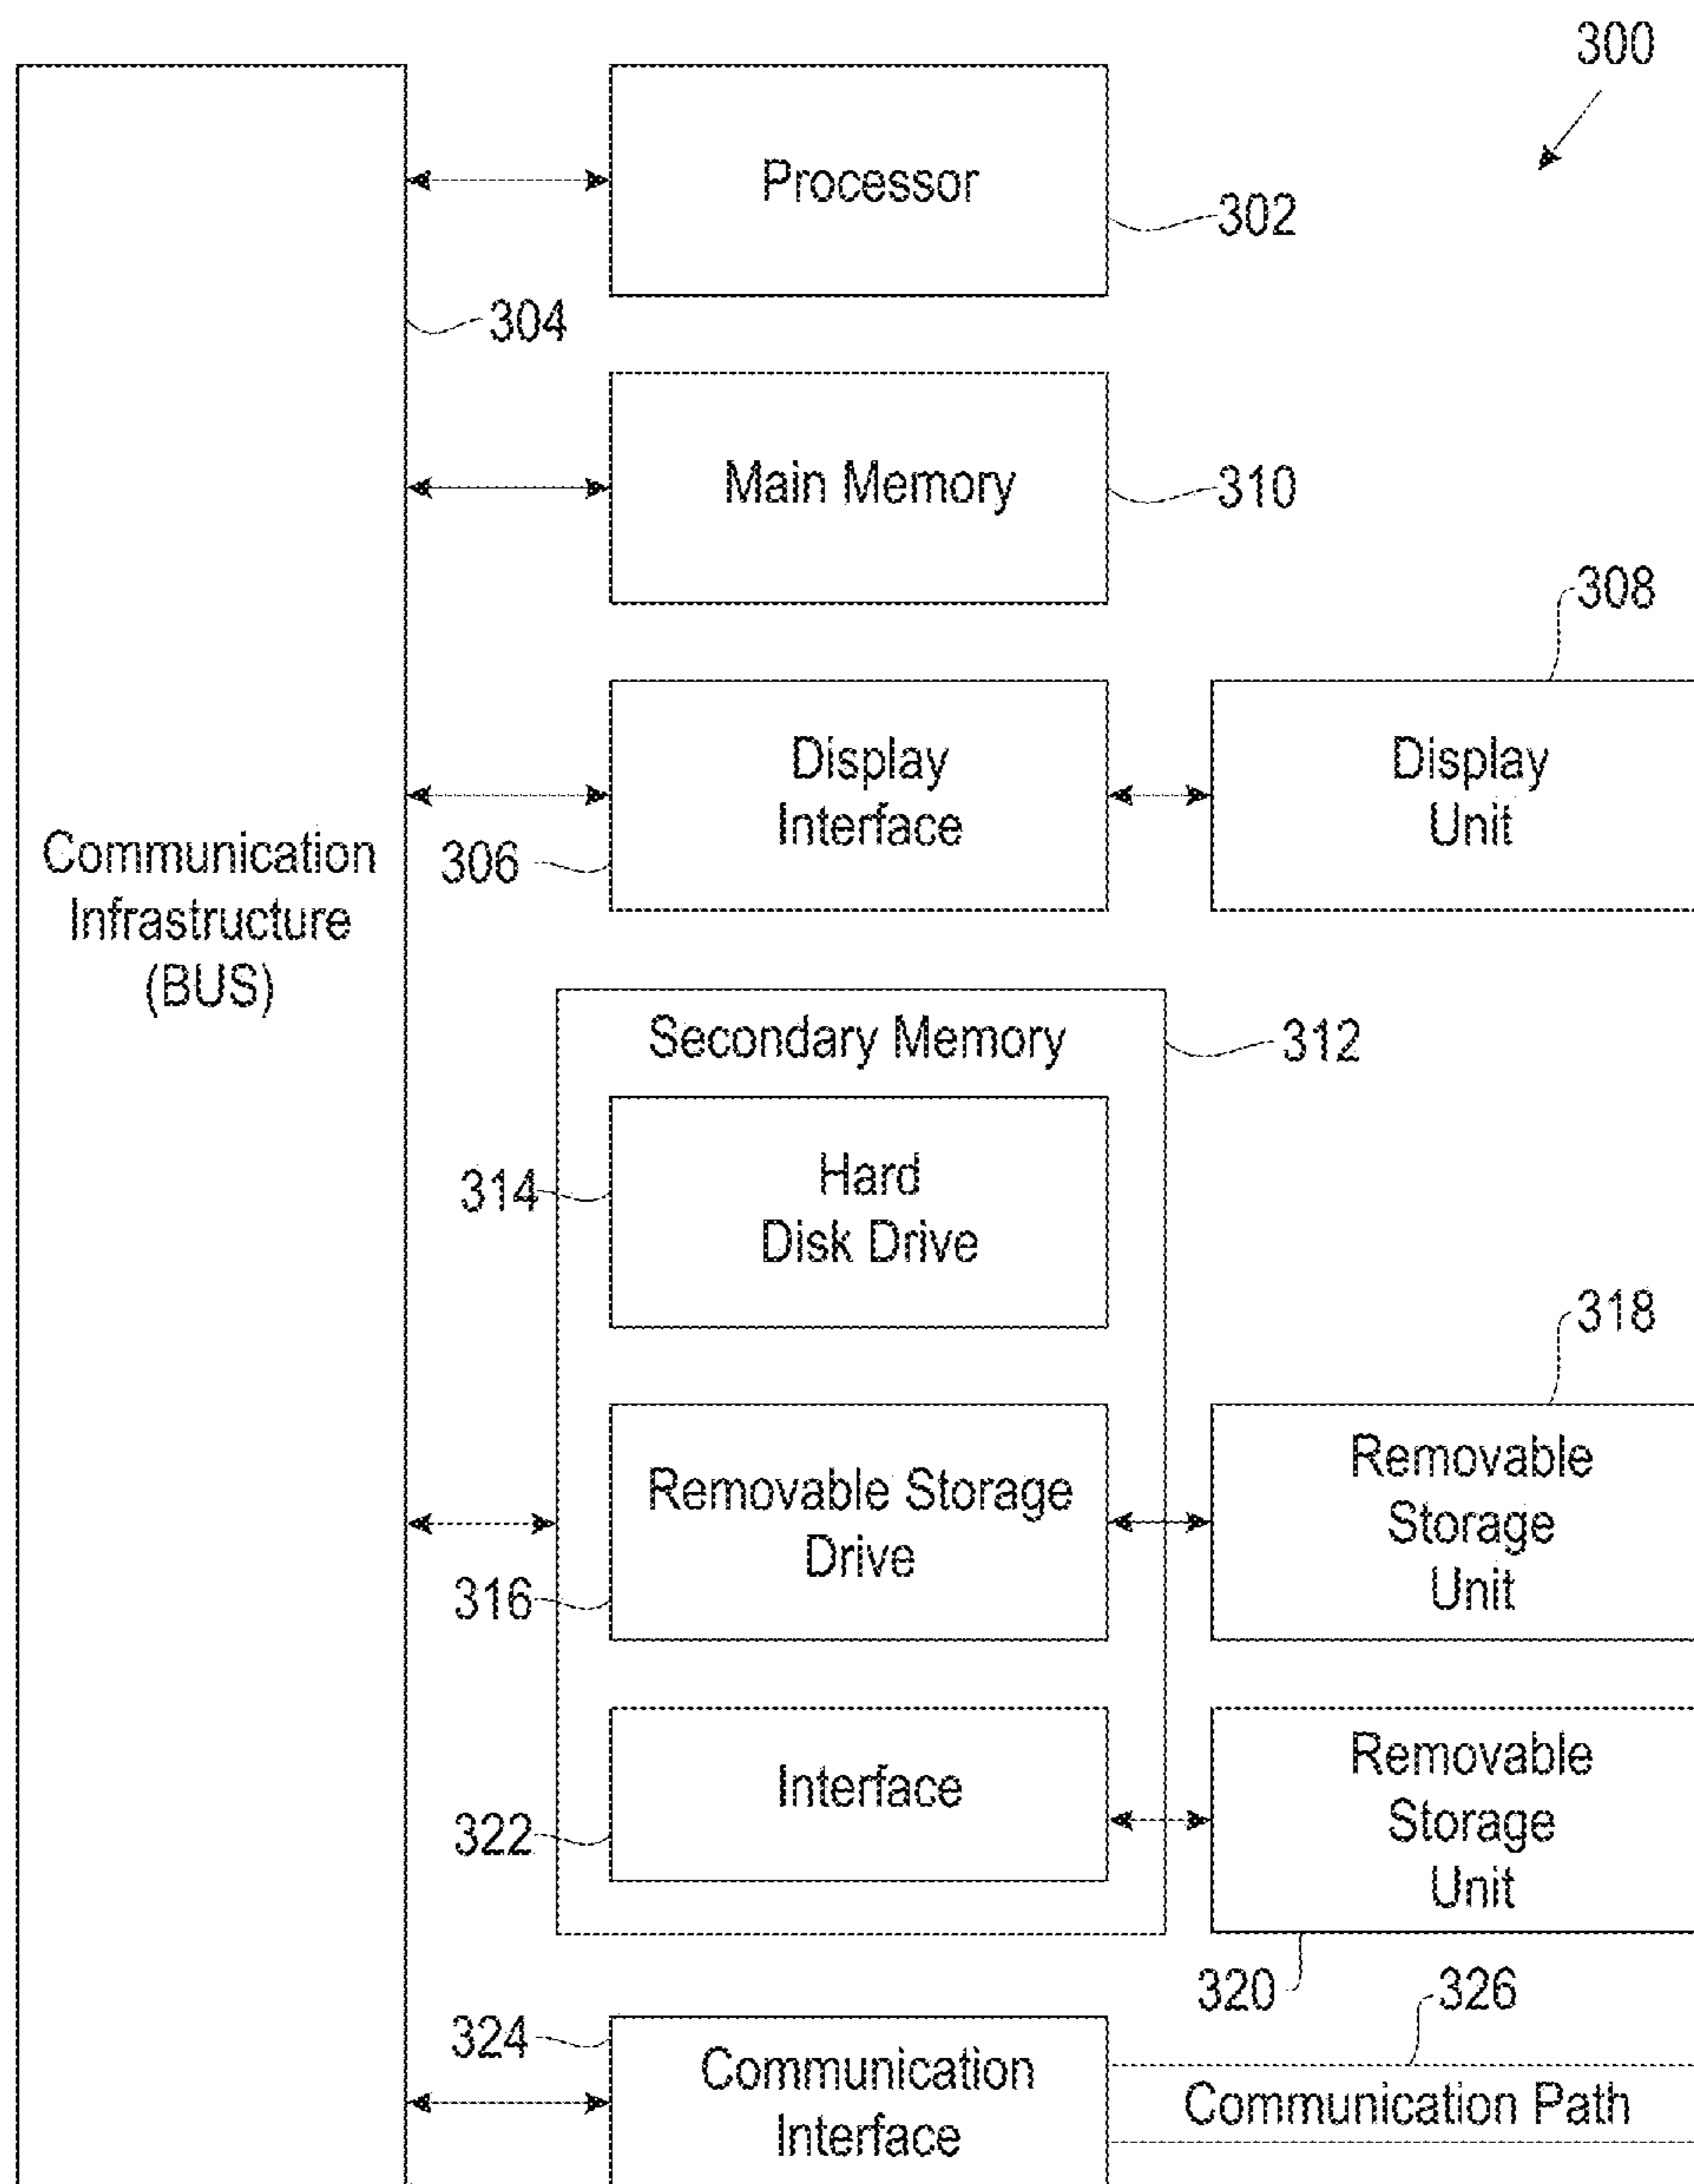 300
Processor
302
304
Main Memory
310
308
Display
Interface
Display
Unit
306
Communication
Infrastructure
(BUS)
Secondary Memory
312
314
Hard
Disk Drive
318
Removable Storage
Drive
316
Removable
Storage
Unit
Interface
322
Removable
Storage
Unit
320
326
324
Communication
Interface
Communication Path